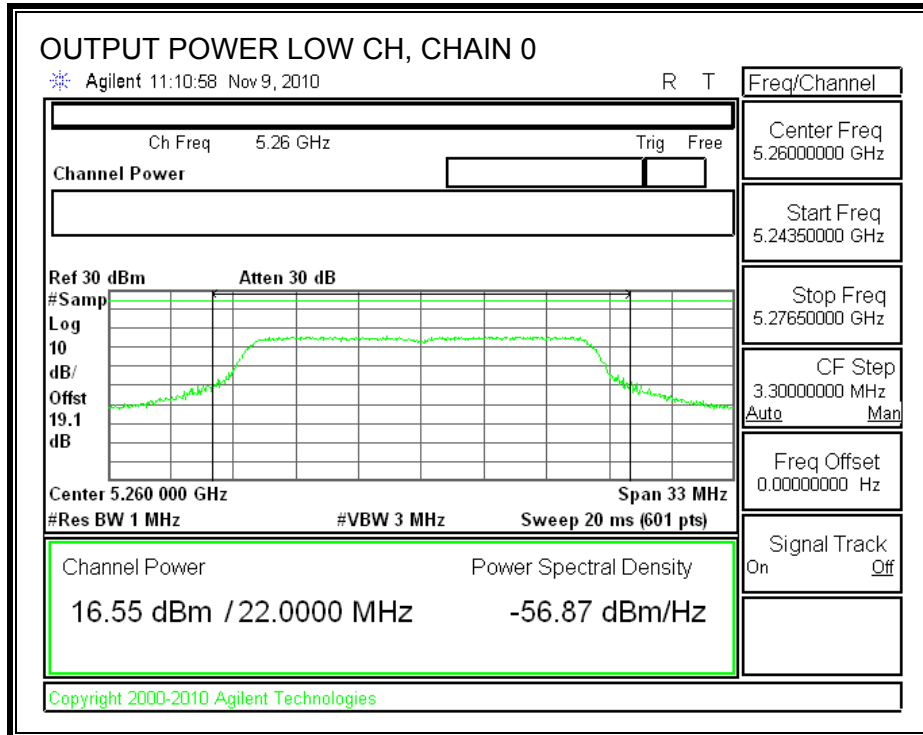 OUTPUT POWER LOW CH, CHAIN 0
Agilent 11:10:58 Nov 9, 2010 R T
Freq/Channel
Ch Freq 5.26 GHz Trig Free
Channel Power
Center Freq
5.26000000 GHz
Start Freq
5.24350000 GHz
Stop Freq
5.27650000 GHz
CF Step
3.30000000 MHz
Auto Man
Freq Offset
0.00000000 Hz
Signal Track
On Off
Ref 30 dBm Atten 30 dB
#Samp
Log
10
dB/
Offst
19.1
dB
Center 5.260 000 GHz Span 33 MHz
#Res BW 1 MHz #VBW 3 MHz Sweep 20 ms (601 pts)
Channel Power Power Spectral Density
16.55 dBm / 22.0000 MHz -56.87 dBm/Hz
Copyright 2000-2010 Agilent Technologies